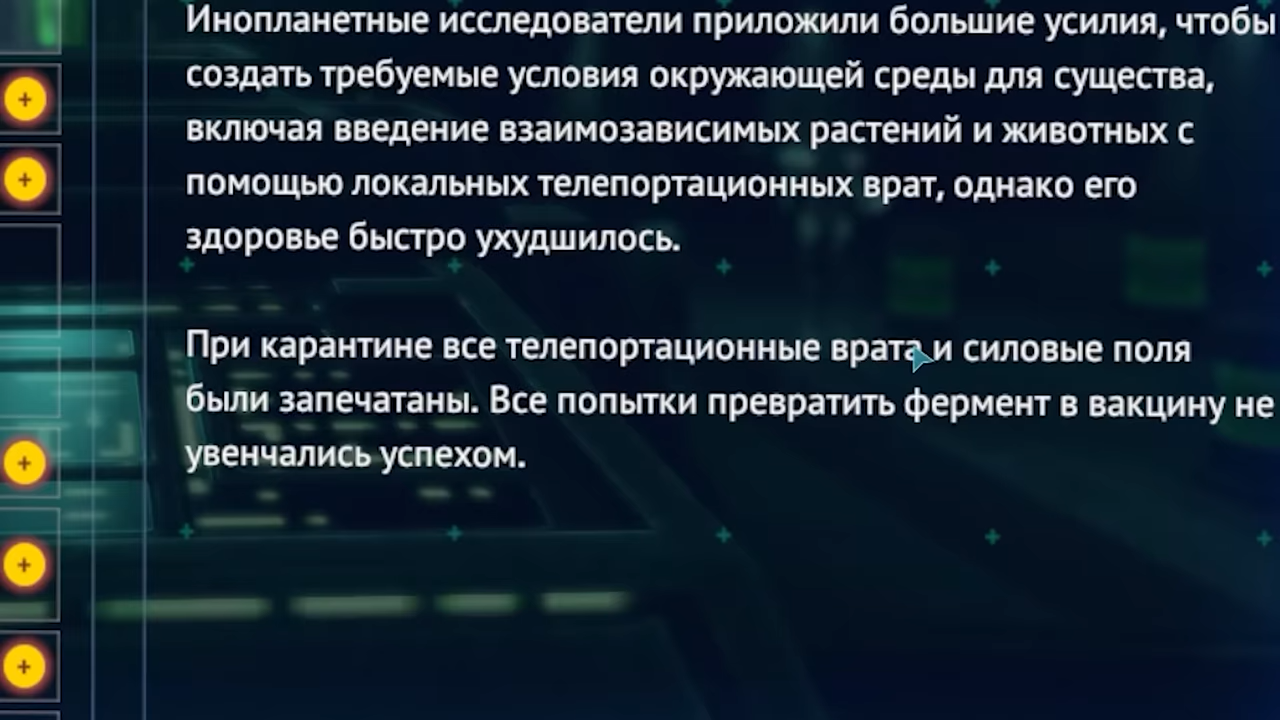 Инопланетные исследователи приложили большие усилия, чтобы
создать требуемые условия окружающей среды для существа,
включая введение взаимозависимых растений и животных с
помощью локальных телепортационных врат, однако его
здоровье быстро ухудшилось.
При карантине все телепортационные врата и силовые поля
были запечатаны. Все попытки превратить фермент в вакцину не
увенчались успехом.